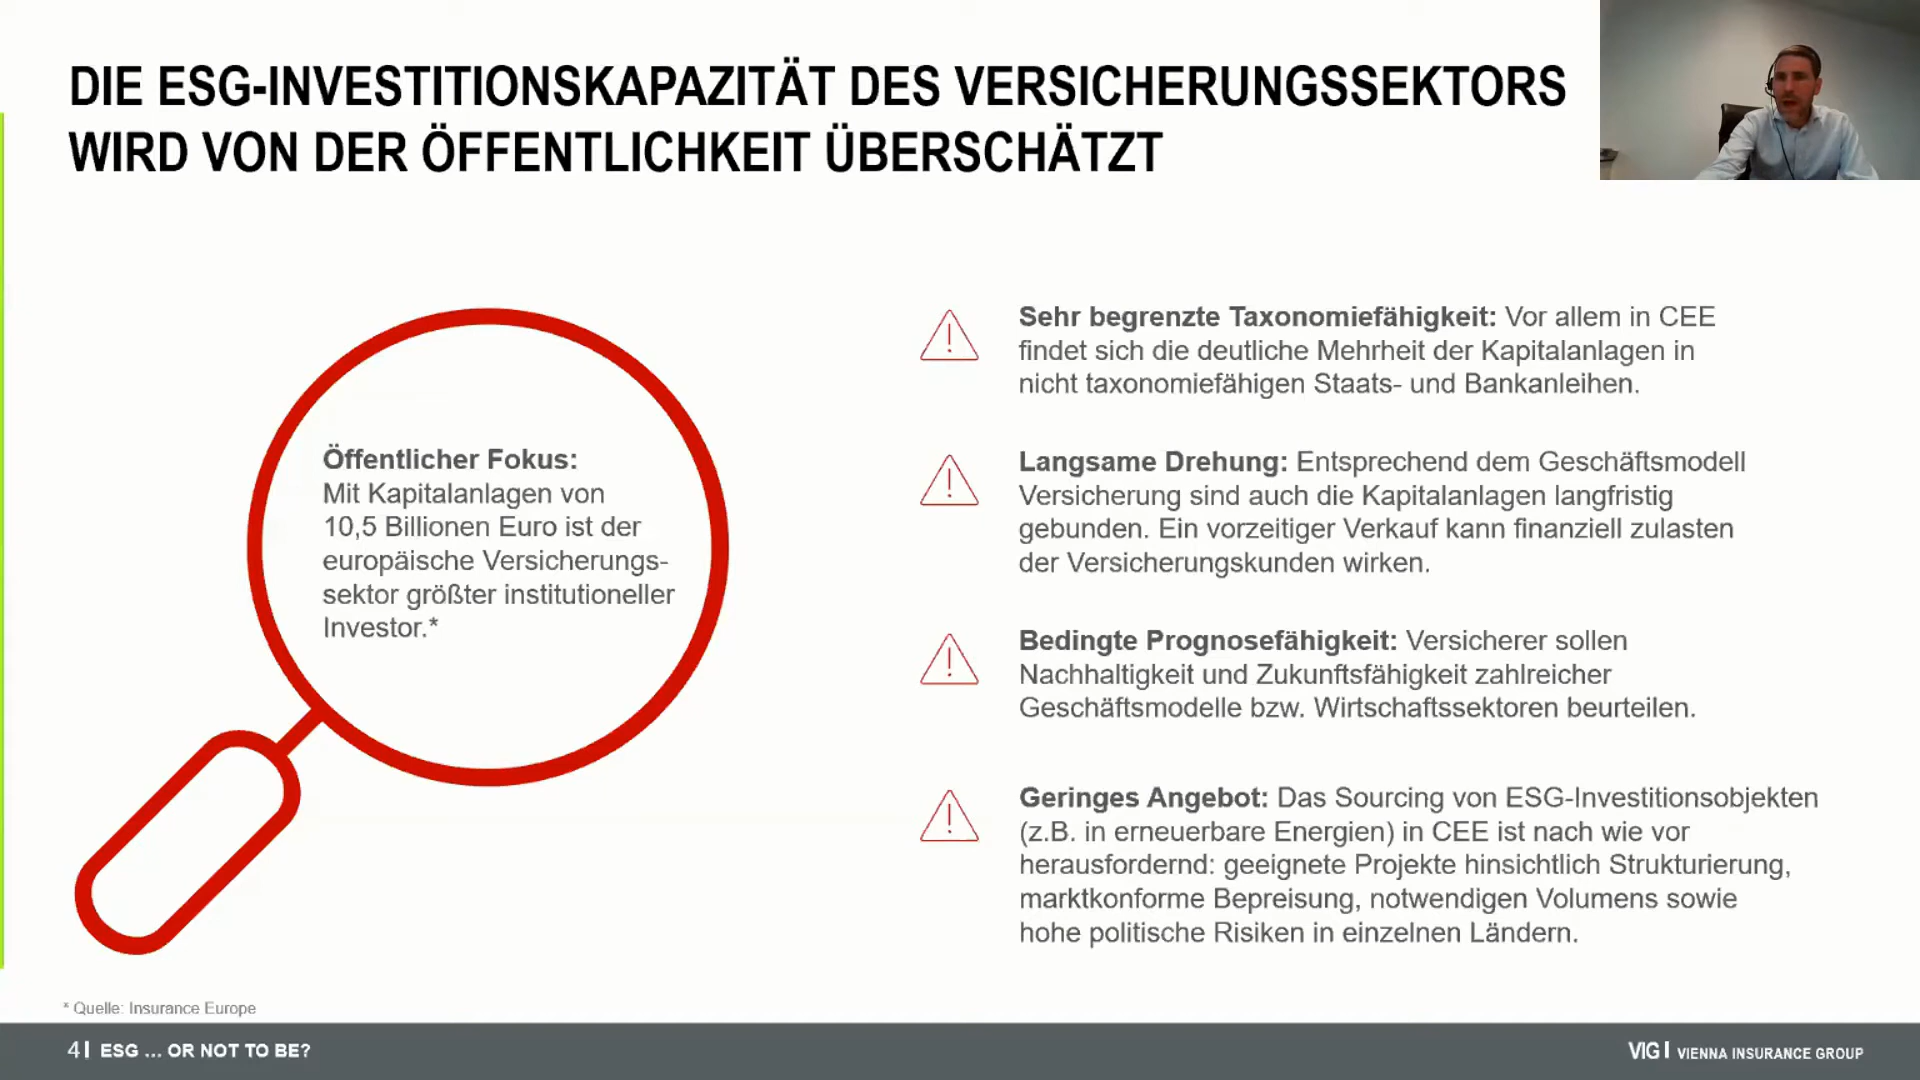 DIE ESG-INVESTITIONSKAPAZITÄT DES VERSICHERUNGSSEKTORS
WIRD VON DER ÖFFENTLICHKEIT ÜBERSCHÄTZT
Öffentlicher Fokus:
Mit Kapitalanlagen von
10,5 Billionen Euro ist der
europäische Versicherungs-
sektor größter institutioneller
Investor.*
Sehr begrenzte Taxonomiefähigkeit: Vor allem in CEE
findet sich die deutliche Mehrheit der Kapitalanlagen in
nicht taxonomiefähigen Staats- und Bankanleihen.
Langsame Drehung: Entsprechend dem Geschäftsmodell
Versicherung sind auch die Kapitalanlagen langfristig
gebunden. Ein vorzeitiger Verkauf kann finanziell zulasten
der Versicherungskunden wirken.
Bedingte Prognosefähigkeit: Versicherer sollen
Nachhaltigkeit und Zukunftsfähigkeit zahlreicher
Geschäftsmodelle bzw. Wirtschaftssektoren beurteilen.
Geringes Angebot: Das Sourcing von ESG-Investitionsobjekten
(z.B. in erneuerbare Energien) in CEE ist nach wie vor
herausfordernd: geeignete Projekte hinsichtlich Strukturierung,
marktkonforme Bepreisung, notwendigen Volumens sowie
hohe politische Risiken in einzelnen Ländern.
* Quelle: Insurance Europe
4 | ESG ... OR NOT TO BE?
VIG | VIENNA INSURANCE GROUP